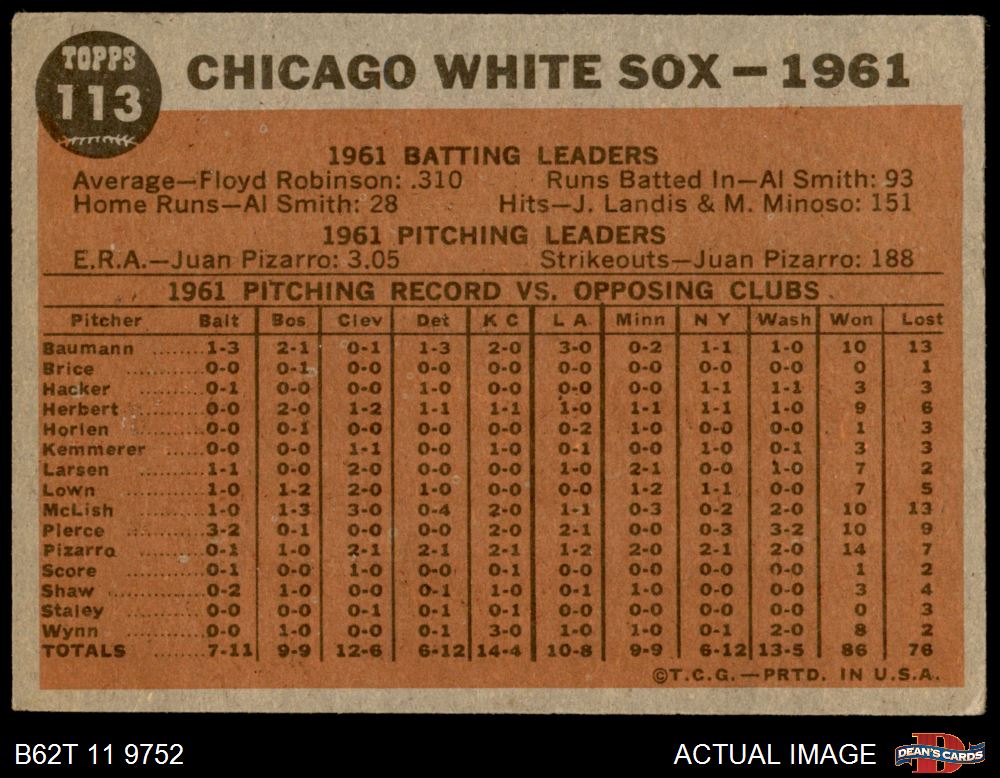 TOPPS
113
CHICAGO WHITE SOX – 1961
1961 BATTING LEADERS
Average—Floyd Robinson: .310 Runs Batted In—Al Smith: 93
Home Runs—Al Smith: 28 Hits—J. Landis & M. Minoso: 151
1961 PITCHING LEADERS
E.R.A.—Juan Pizarro: 3.05 Strikeouts—Juan Pizarro: 188
1961 PITCHING RECORD VS. OPPOSING CLUBS
Pitcher Balt Bos Clev Det K C L A Minn N Y Wash Won Lost
Baumann ........ 1-3 2-1 0-1 1-3 2-0 3-0 0-2 1-1 1-0 10 13
Brice ............ 0-0 0-1 0-0 0-0 0-0 0-0 0-0 0-0 0-0 0 1
Hacker .......... 0-1 0-0 0-0 1-0 0-0 0-0 0-0 1-1 1-1 3 3
Herbert ......... 0-0 2-0 1-2 1-1 1-1 1-0 1-1 1-1 1-0 9 6
Horlen .......... 0-0 0-1 0-0 0-0 0-0 0-2 1-0 0-0 0-0 1 3
Kemmerer ...... 0-0 0-0 1-1 0-0 1-0 0-1 0-0 1-0 0-1 3 3
Larsen .......... 1-1 0-0 2-0 0-0 0-0 1-0 2-1 0-0 1-0 7 2
Lown ............ 1-0 1-2 2-0 1-0 0-0 0-0 1-2 1-1 0-0 7 5
McLish .......... 1-0 1-3 3-0 0-4 2-0 1-1 0-3 0-2 2-0 10 13
Pierce ........... 3-2 0-1 0-0 0-0 2-0 2-1 0-0 0-0 3-2 10 9
Pizarro .......... 0-1 1-0 2-1 2-1 2-1 1-2 2-0 2-1 2-0 14 7
Score ............ 0-1 0-0 1-0 0-0 0-1 0-0 0-0 0-0 0-0 1 2
Shaw ............ 0-2 1-0 0-0 0-1 1-0 0-1 1-0 0-0 0-0 3 4
Staley ........... 0-0 0-0 0-1 0-1 0-1 0-0 0-0 0-0 0-0 0 3
Wynn ............ 0-0 1-0 0-0 0-1 3-0 1-0 1-0 0-1 2-0 8 2
TOTALS ......... 7-11 9-9 12-6 6-12 14-4 10-8 9-9 6-12 13-5 86 76
©T.C.G.—PRTD. IN U.S.A.
B62T 11 9752 ACTUAL IMAGE DEAN'S CARDS